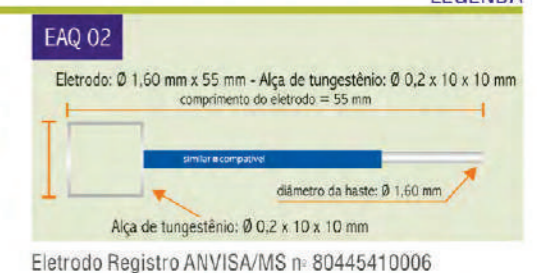 LEGENDA
EAQ 02
Eletrodo: Ø 1,60 mm x 55 mm - Alça de tungestênio: Ø 0,2 x 10 x 10 mm
comprimento do eletrodo = 55 mm
similar e compatível
diâmetro da haste: Ø 1,60 mm
Alça de tungestênio: Ø 0,2 x 10 x 10 mm
Eletrodo Registro ANVISA/MS nº 80445410006